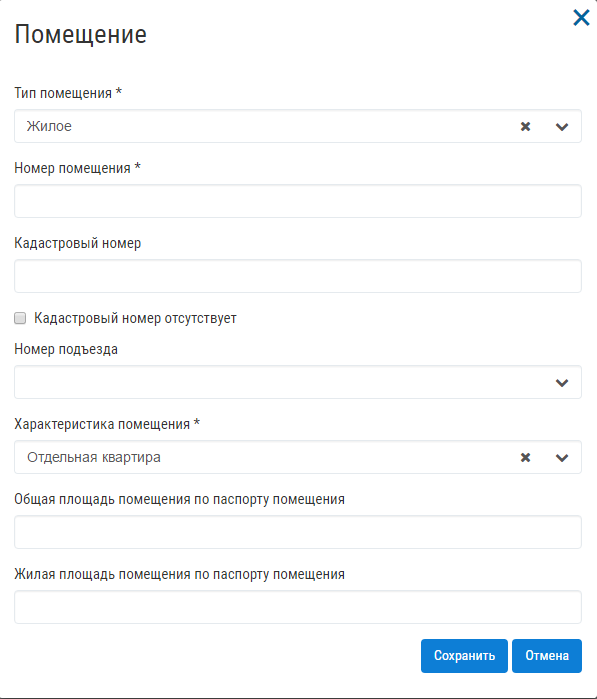 Помещение
Тип помещения *
Жилое
Номер помещения *
Кадастровый номер
Кадастровый номер отсутствует
Номер подъезда
Характеристика помещения *
Отдельная квартира
Общая площадь помещения по паспорту помещения
Жилая площадь помещения по паспорту помещения
Сохранить Отмена